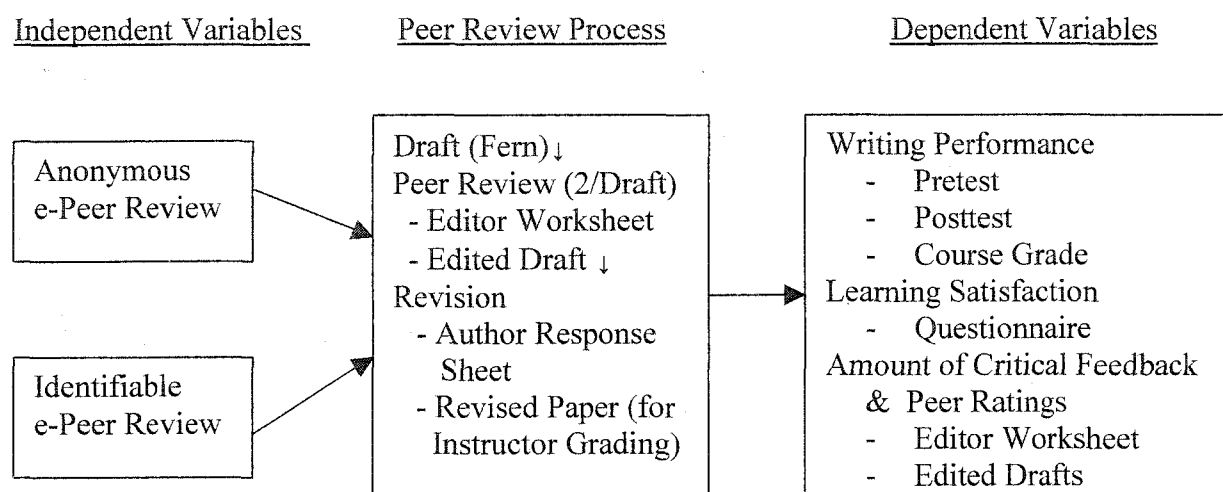 Independent Variables
Peer Review Process
Dependent Variables
Anonymous
e-Peer Review
Identifiable
e-Peer Review
Draft (Fern)↓
Peer Review (2/Draft)
- Editor Worksheet
- Edited Draft ↓
Revision
- Author Response
Sheet
- Revised Paper (for
Instructor Grading)
Writing Performance
- Pretest
- Posttest
- Course Grade
Learning Satisfaction
- Questionnaire
Amount of Critical Feedback
& Peer Ratings
- Editor Worksheet
- Edited Drafts